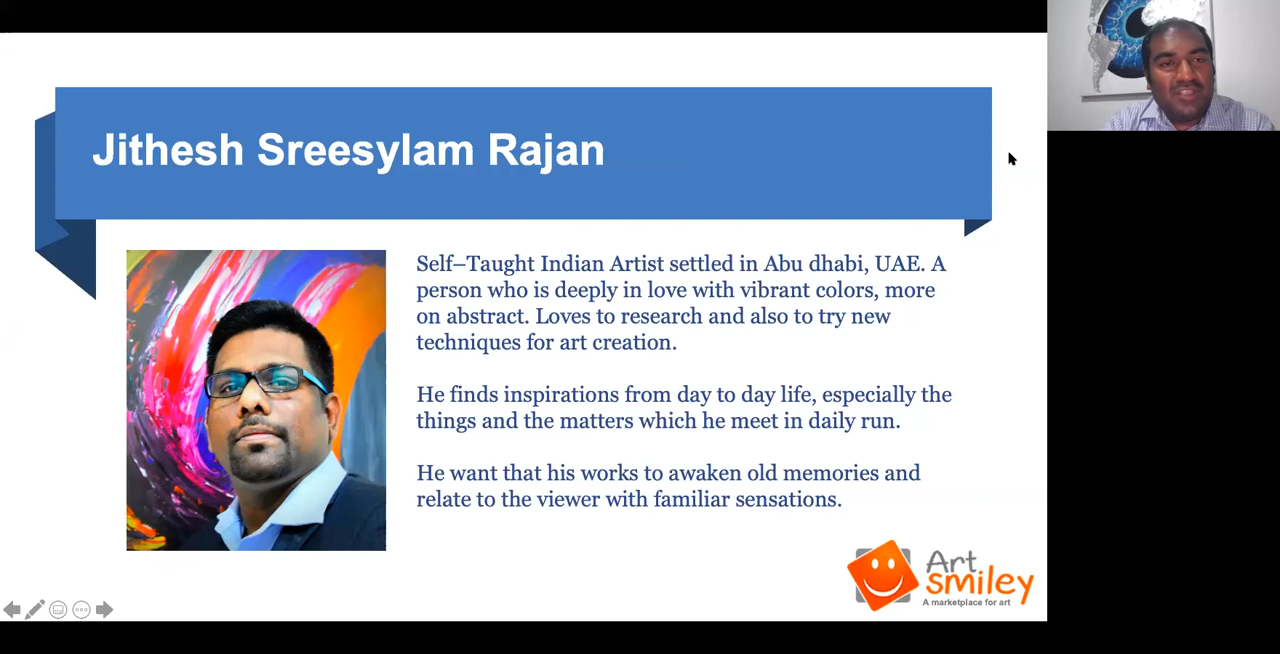 Jithesh Sreesylam Rajan
Self–Taught Indian Artist settled in Abu dhabi, UAE. A
person who is deeply in love with vibrant colors, more
on abstract. Loves to research and also to try new
techniques for art creation.
He finds inspirations from day to day life, especially the
things and the matters which he meet in daily run.
He want that his works to awaken old memories and
relate to the viewer with familiar sensations.
Art
smiley
A marketplace for art